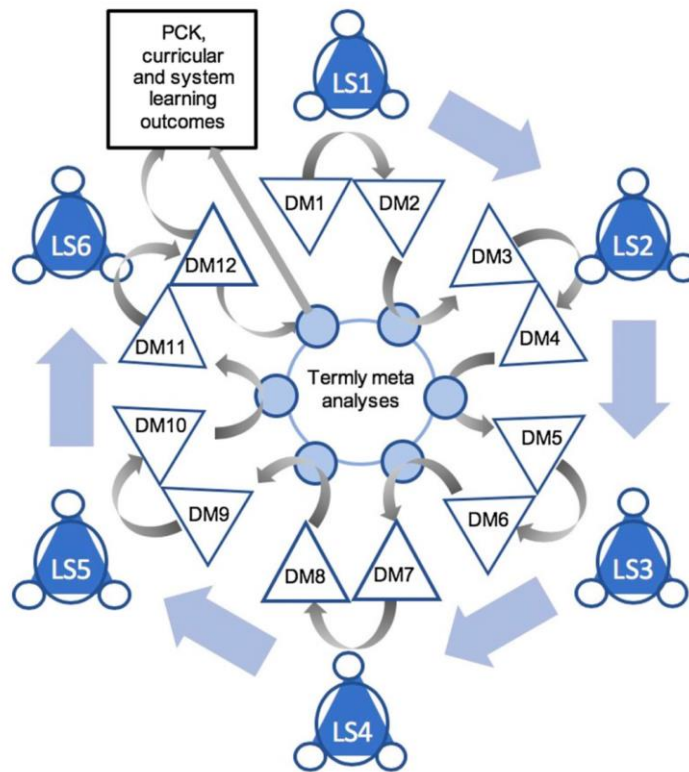 PCK,
curricular
and system
learning
outcomes
LS1
DM1
DM2
LS6
LS2
DM3
DM12
DM4
DM11
Termly meta
analyses
DM10
DM5
DM9
DM6
DM8
DM7
LS5
LS3
LS4